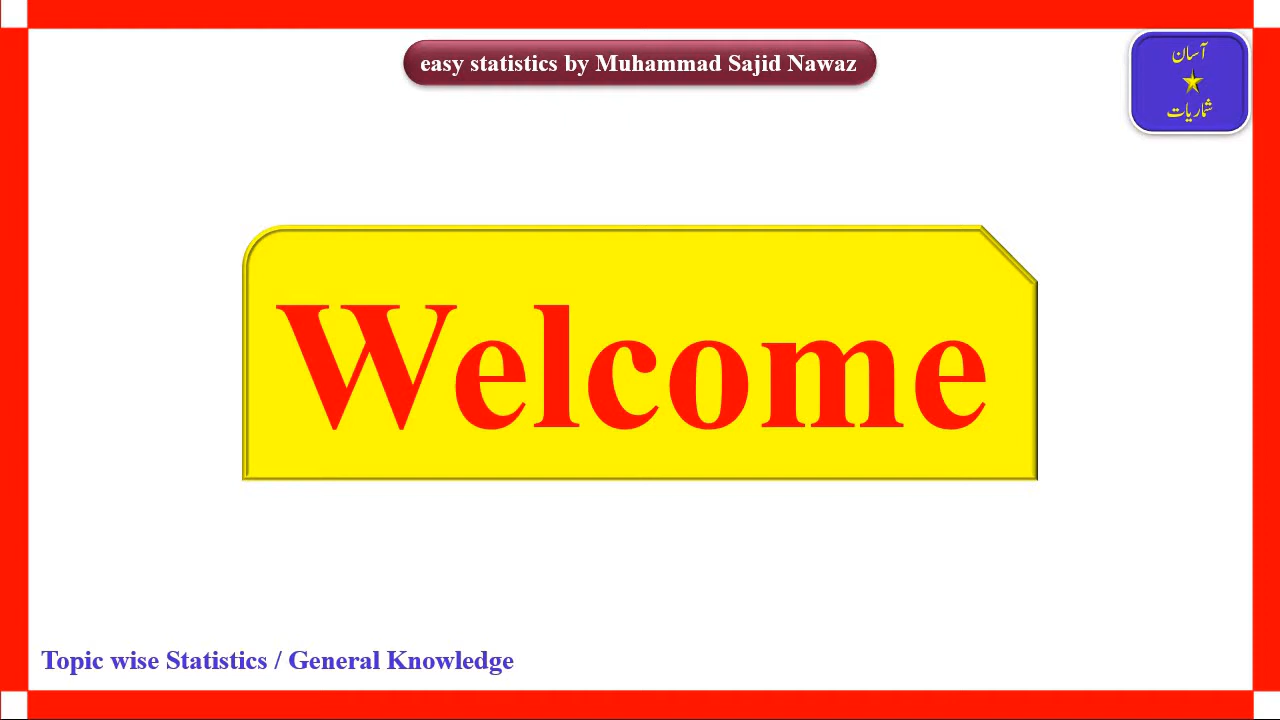 easy statistics by Muhammad Sajid Nawaz
آسان
شماریات
Welcome
Topic wise Statistics / General Knowledge